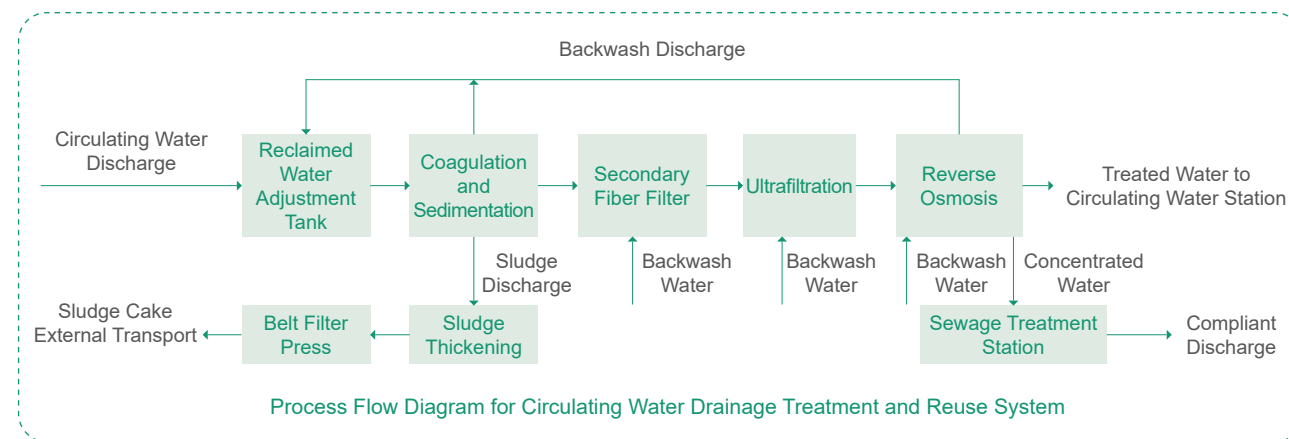 Backwash Discharge
Circulating Water
Discharge
Reclaimed
Water
Adjustment
Tank
Coagulation
and
Sedimentation
Secondary
Fiber Filter
Ultrafiltration
Reverse
Osmosis
Treated Water to
Circulating Water Station
Sludge
Discharge
Backwash
Water
Backwash
Water
Backwash
Water
Concentrated
Water
Sludge Cake
External Transport
Belt Filter
Press
Sludge
Thickening
Sewage Treatment
Station
Compliant
Discharge
Process Flow Diagram for Circulating Water Drainage Treatment and Reuse System